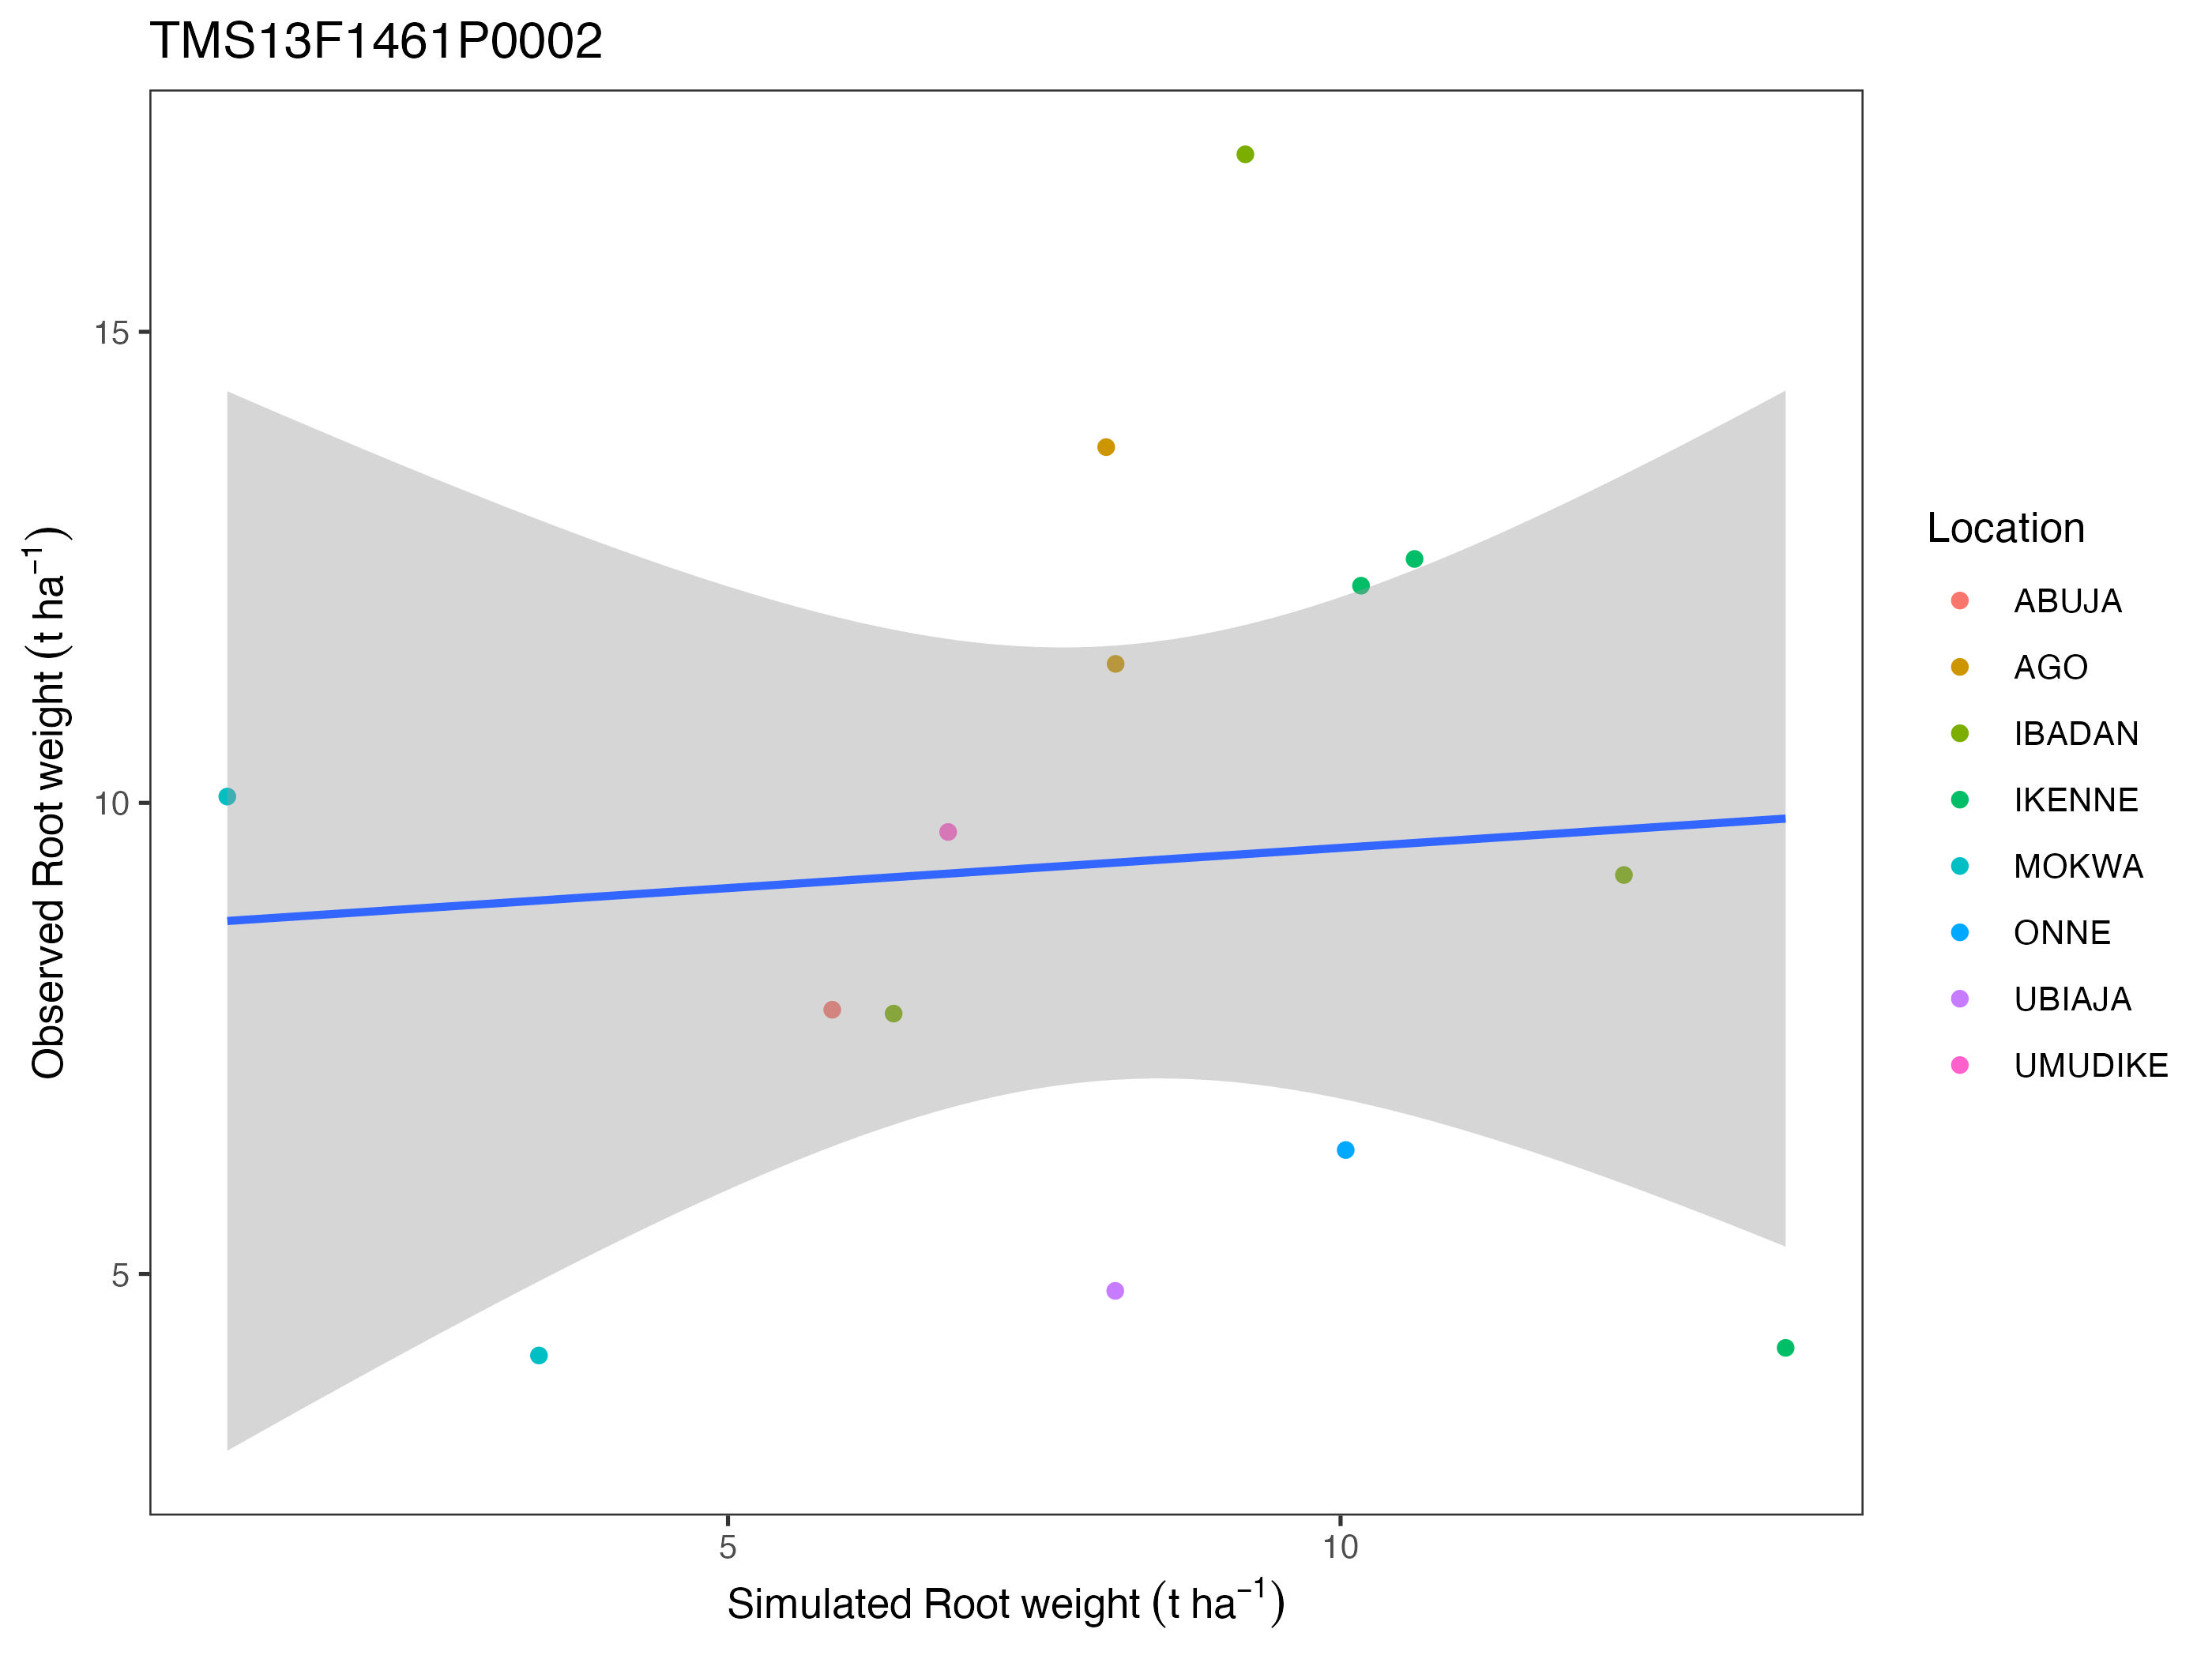 TMS13F1461P0002
Observed Root weight (t ha⁻¹)
15
10
5
5 10
Simulated Root weight (t ha⁻¹)
Location
ABUJA
AGO
IBADAN
IKENNE
MOKWA
ONNE
UBIAJA
UMUDIKE